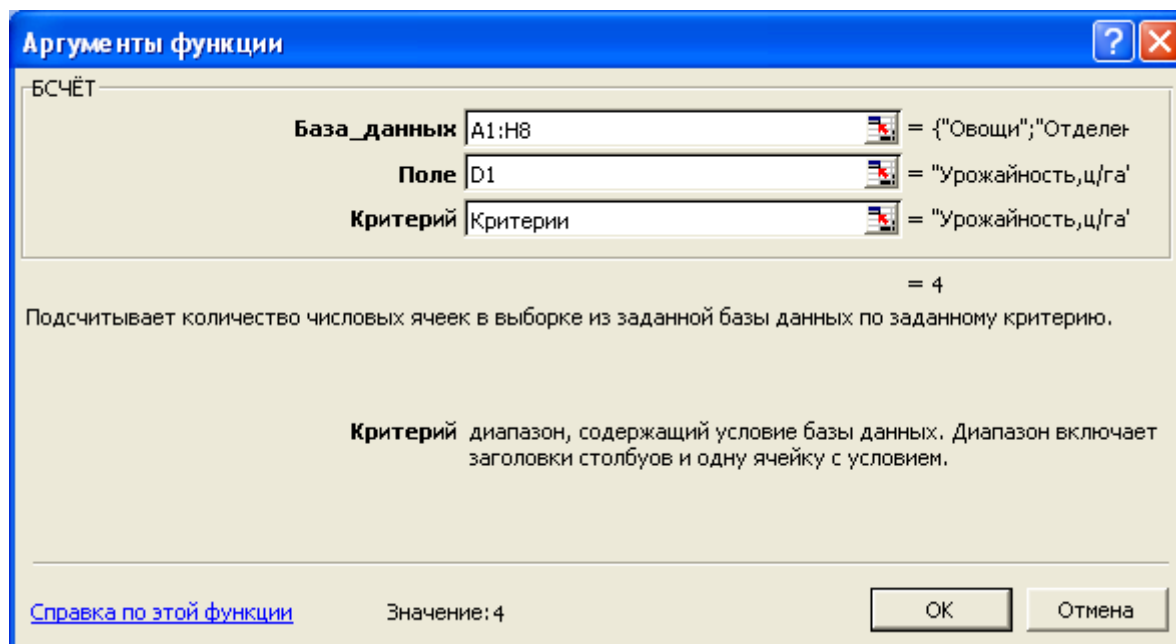 Аргументы функции
БСЧЁТ
База_данных A1:H8 = {"Овощи";"Отделен
Поле D1 = "Урожайность,ц/га"
Критерий Критерии = "Урожайность,ц/га"
= 4
Подсчитывает количество числовых ячеек в выборке из заданной базы данных по заданному критерию.
Критерий диапазон, содержащий условие базы данных. Диапазон включает
заголовки столбуов и одну ячейку с условием.
Справка по этой функции Значение:4 ОК Отмена